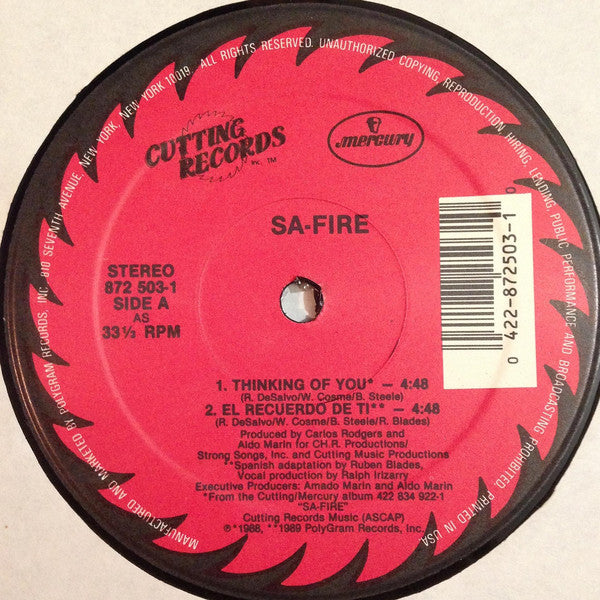 MANUFACTURED AND MARKETED BY POLYGRAM RECORDS, INC. 810 SEVENTH AVENUE, NEW YORK, NEW YORK 10019. ALL RIGHTS RESERVED. UNAUTHORIZED COPYING, REPRODUCTION HIRING, LENDING, PUBLIC PERFORMANCE AND BROADCASTING PROHIBITED. PRINTED IN USA
CUTTING
RECORDS
Inc. ™
mercury
SA-FIRE
STEREO
872 503-1
SIDE A
AS
33⅓ RPM
0 422-872503-1 0
1. THINKING OF YOU* – 4:48
(R. DeSalvo/W. Cosme/B. Steele)
2. EL RECUERDO DE TI** – 4:48
(R. DeSalvo/W. Cosme/B. Steele/R. Blades)
Produced by Carlos Rodgers and
Aldo Marin for CH.R. Productions/
Strong Songs, Inc. and Cutting Music Productions
**Spanish adaptation by Ruben Blades,
Vocal production by Ralph Irizarry
Executive Producers: Amado Marin and Aldo Marin
*From the Cutting/Mercury album 422 834 922-1
"SA-FIRE"
Cutting Records Music (ASCAP)
℗*1988, **1989 PolyGram Records, Inc.